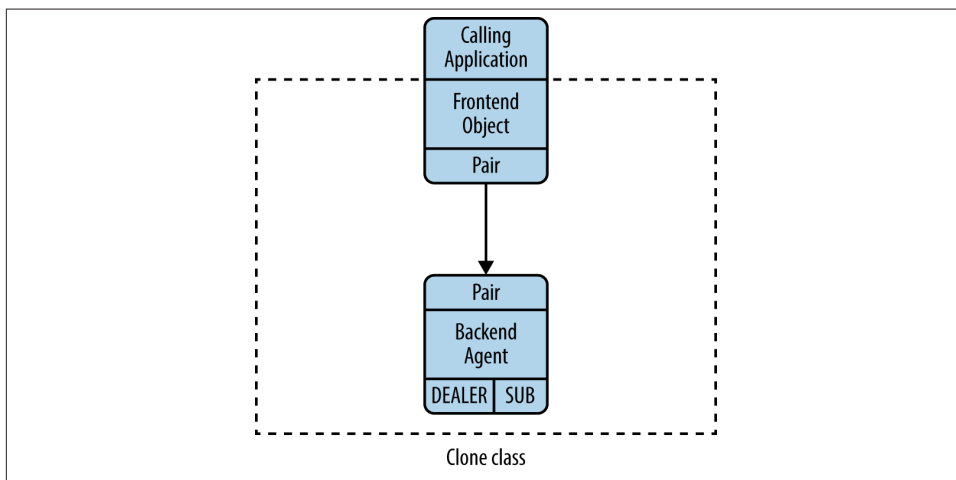 Calling
Application
Frontend
Object
Pair
Pair
Backend
Agent
DEALER SUB
Clone class